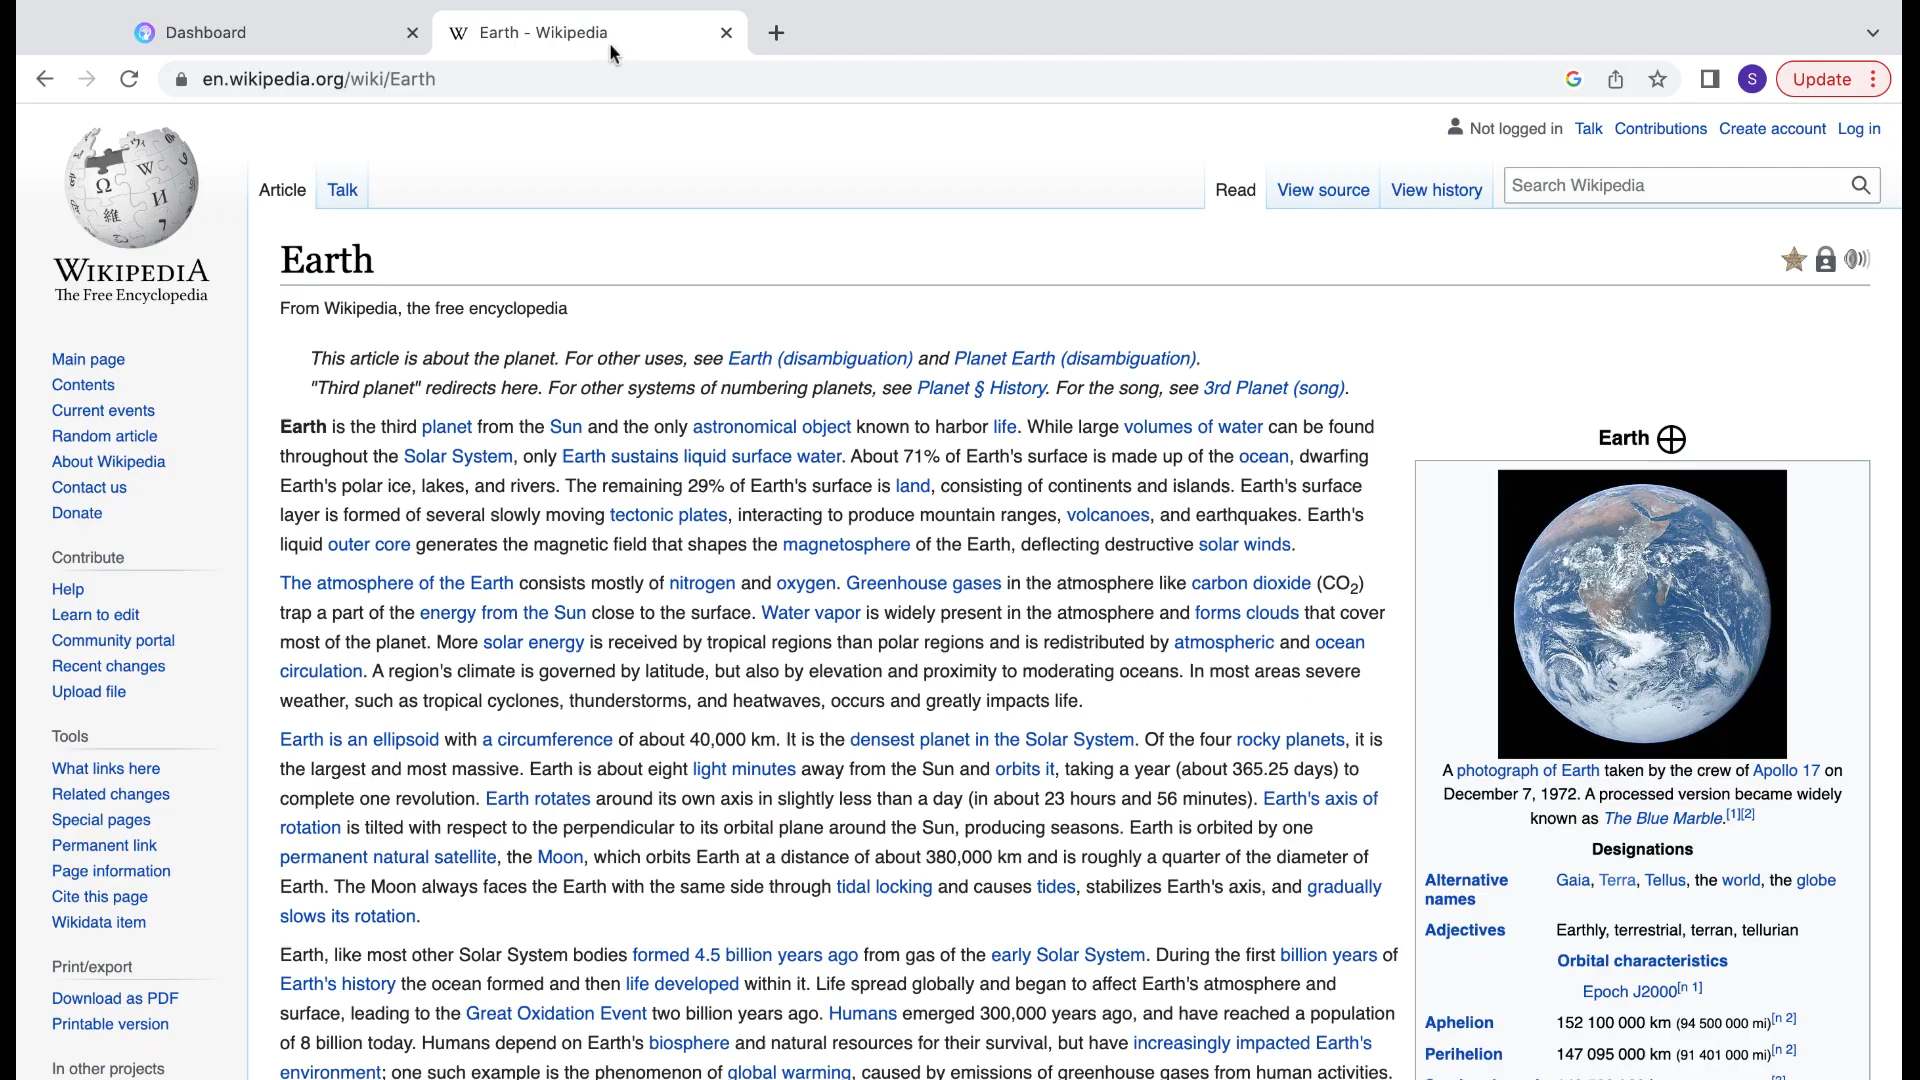 Dashboard
Earth - Wikipedia
en.wikipedia.org/wiki/Earth
S
Update
Not logged in Talk Contributions Create account Log in
Article Talk
Read View source View history
Search Wikipedia
WIKIPEDIA
The Free Encyclopedia
Main page
Contents
Current events
Random article
About Wikipedia
Contact us
Donate
Contribute
Help
Learn to edit
Community portal
Recent changes
Upload file
Tools
What links here
Related changes
Special pages
Permanent link
Page information
Cite this page
Wikidata item
Print/export
Download as PDF
Printable version
In other projects
Earth
From Wikipedia, the free encyclopedia
This article is about the planet. For other uses, see Earth (disambiguation) and Planet Earth (disambiguation).
"Third planet" redirects here. For other systems of numbering planets, see Planet § History. For the song, see 3rd Planet (song).
Earth is the third planet from the Sun and the only astronomical object known to harbor life. While large volumes of water can be found
throughout the Solar System, only Earth sustains liquid surface water. About 71% of Earth's surface is made up of the ocean, dwarfing
Earth's polar ice, lakes, and rivers. The remaining 29% of Earth's surface is land, consisting of continents and islands. Earth's surface
layer is formed of several slowly moving tectonic plates, interacting to produce mountain ranges, volcanoes, and earthquakes. Earth's
liquid outer core generates the magnetic field that shapes the magnetosphere of the Earth, deflecting destructive solar winds.
The atmosphere of the Earth consists mostly of nitrogen and oxygen. Greenhouse gases in the atmosphere like carbon dioxide (CO2)
trap a part of the energy from the Sun close to the surface. Water vapor is widely present in the atmosphere and forms clouds that cover
most of the planet. More solar energy is received by tropical regions than polar regions and is redistributed by atmospheric and ocean
circulation. A region's climate is governed by latitude, but also by elevation and proximity to moderating oceans. In most areas severe
weather, such as tropical cyclones, thunderstorms, and heatwaves, occurs and greatly impacts life.
Earth is an ellipsoid with a circumference of about 40,000 km. It is the densest planet in the Solar System. Of the four rocky planets, it is
the largest and most massive. Earth is about eight light minutes away from the Sun and orbits it, taking a year (about 365.25 days) to
complete one revolution. Earth rotates around its own axis in slightly less than a day (in about 23 hours and 56 minutes). Earth's axis of
rotation is tilted with respect to the perpendicular to its orbital plane around the Sun, producing seasons. Earth is orbited by one
permanent natural satellite, the Moon, which orbits Earth at a distance of about 380,000 km and is roughly a quarter of the diameter of
Earth. The Moon always faces the Earth with the same side through tidal locking and causes tides, stabilizes Earth's axis, and gradually
slows its rotation.
Earth, like most other Solar System bodies formed 4.5 billion years ago from gas of the early Solar System. During the first billion years of
Earth's history the ocean formed and then life developed within it. Life spread globally and began to affect Earth's atmosphere and
surface, leading to the Great Oxidation Event two billion years ago. Humans emerged 300,000 years ago, and have reached a population
of 8 billion today. Humans depend on Earth's biosphere and natural resources for their survival, but have increasingly impacted Earth's
environment; one such example is the phenomenon of global warming, caused by emissions of greenhouse gases from human activities.
Earth
A photograph of Earth taken by the crew of Apollo 17 on
December 7, 1972. A processed version became widely
known as The Blue Marble.[1][2]
Designations
Alternative names
Gaia, Terra, Tellus, the world, the globe
Adjectives Earthly, terrestrial, terran, tellurian
Orbital characteristics
Epoch J2000[n 1]
Aphelion 152 100 000 km (94 500 000 mi)[n 2]
Perihelion 147 095 000 km (91 401 000 mi)[n 2]